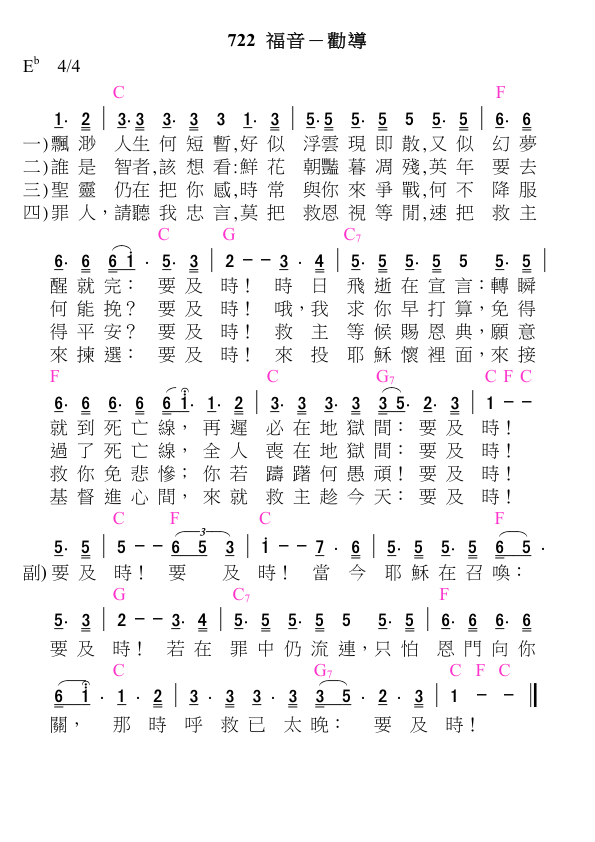 722 福音－勸導
E♭ 4/4
C F
1. 2 | 3. 3 3. 3 3 1. 3 | 5. 5 5. 5 5 5. 5 | 6. 6
一)飄渺 人生何短暫,好似 浮雲現即散,又似 幻夢
二)誰是 智者,該想看:鮮花 朝豔暮凋殘,英年 要去
三)聖靈 仍在把你感,時常 與你來爭戰,何不 降服
四)罪人,請聽我忠言,莫把 救恩視等閒,速把 救主
C G C7
6. 6 6 1 . 5. 3 | 2 - - 3 . 4 | 5. 5 5. 5 5 5. 5 |
醒就完： 要及 時！ 時日 飛逝在宣言：轉瞬
何能挽？ 要及 時！ 哦,我 求你早打算,免得
得平安？ 要及 時！ 救主 等候賜恩典,願意
來揀選： 要及 時！ 來投 耶穌懷裡面,來接
F C G7 C F C
6. 6 6. 6 6 1. 1. 2 | 3. 3 3. 3 3 5. 2. 3 | 1 - -
就到死亡線， 再遲 必在地獄間： 要及 時！
過了死亡線， 全人 喪在地獄間： 要及 時！
救你免悲慘； 你若 躊躇何愚頑！ 要及 時！
基督進心間， 來就 救主趁今天： 要及 時！
C F C F
5. 5 | 5 - - 6 5 3 | i - - 7 . 6 | 5. 5 5. 5 6 5 .
3
副)要及 時！ 要 及 時！ 當今 耶穌在召喚：
G C7 F
5. 3 | 2 - - 3. 4 | 5. 5 5. 5 5 5. 5 | 6. 6 6. 6
要及 時！ 若在 罪中仍流連,只怕 恩門向你
C G7 C F C
6 i . 1 . 2 | 3 . 3 3 . 3 3 5 . 2 . 3 | 1 - - ‖
關， 那時 呼救已太晚： 要及 時！